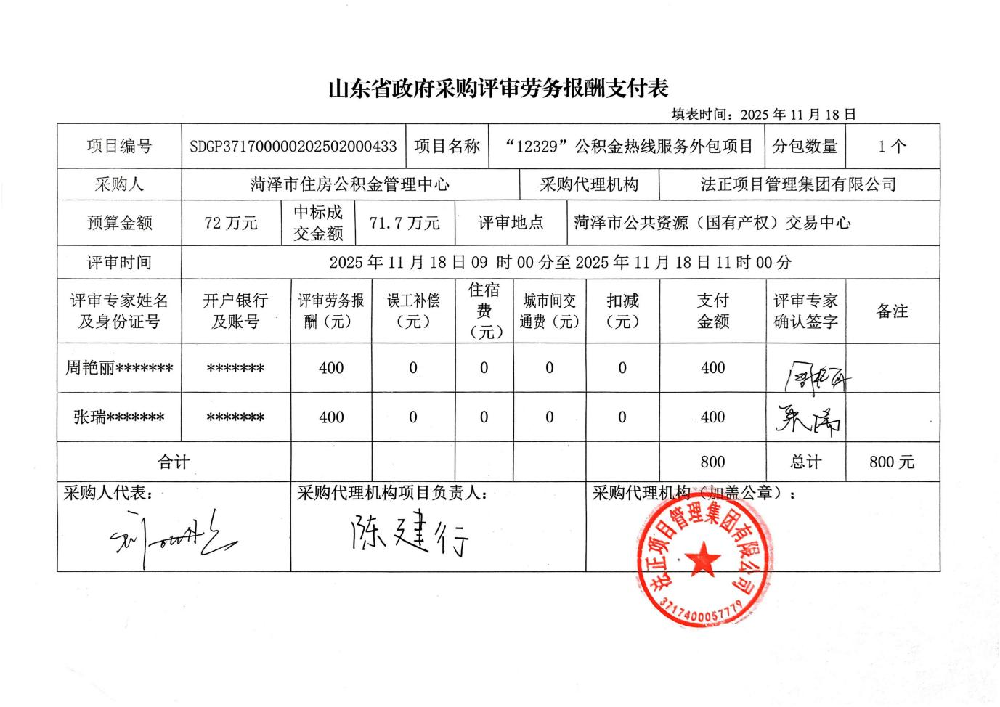 山东省政府采购评审劳务报酬支付表
填表时间：2025 年 11 月 18 日
项目编号 SDGP371700000202502000433 项目名称 “12329”公积金热线服务外包项目 分包数量 1 个
采购人 菏泽市住房公积金管理中心 采购代理机构 法正项目管理集团有限公司
预算金额 72 万元 中标成交金额 71.7 万元 评审地点 菏泽市公共资源（国有产权）交易中心
评审时间 2025 年 11 月 18 日 09 时 00 分至 2025 年 11 月 18 日 11 时 00 分
评审专家姓名及身份证号 开户银行及账号 评审劳务报酬（元） 误工补偿（元） 住宿费（元） 城市间交通费（元） 扣减（元） 支付金额 评审专家确认签字 备注
周艳丽******* ******* 400 0 0 0 0 400
张瑞******* ******* 400 0 0 0 0 400 张瑞
合计 800 总计 800 元
采购人代表： 采购代理机构项目负责人： 采购代理机构（加盖公章）：
陈建行
法正项目管理集团有限公司
3717400057779